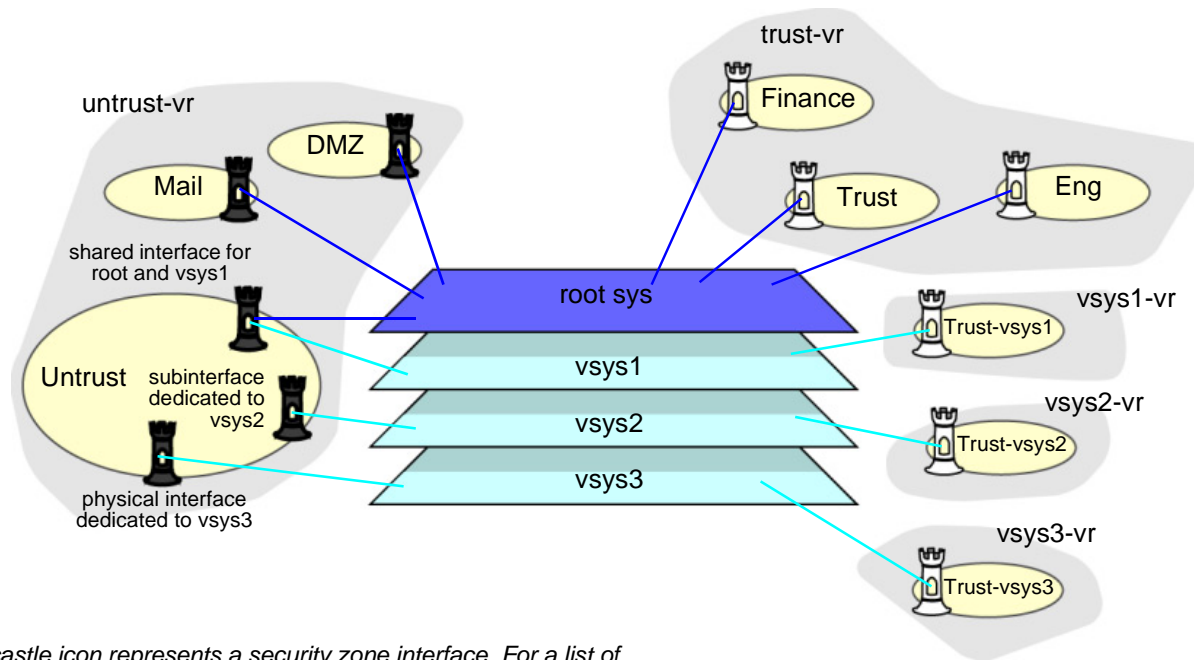 trust-vr
Finance
untrust-vr
DMZ
Mail
Trust
Eng
shared interface for
root and vsys1
root sys
vsys1-vr
Trust-vsys1
Untrust
subinterface
dedicated to
vsys2
vsys1
vsys2-vr
vsys2
Trust-vsys2
vsys3
physical interface
dedicated to vsys3
vsys3-vr
Trust-vsys3
castle icon represents a security zone interface. For a list of